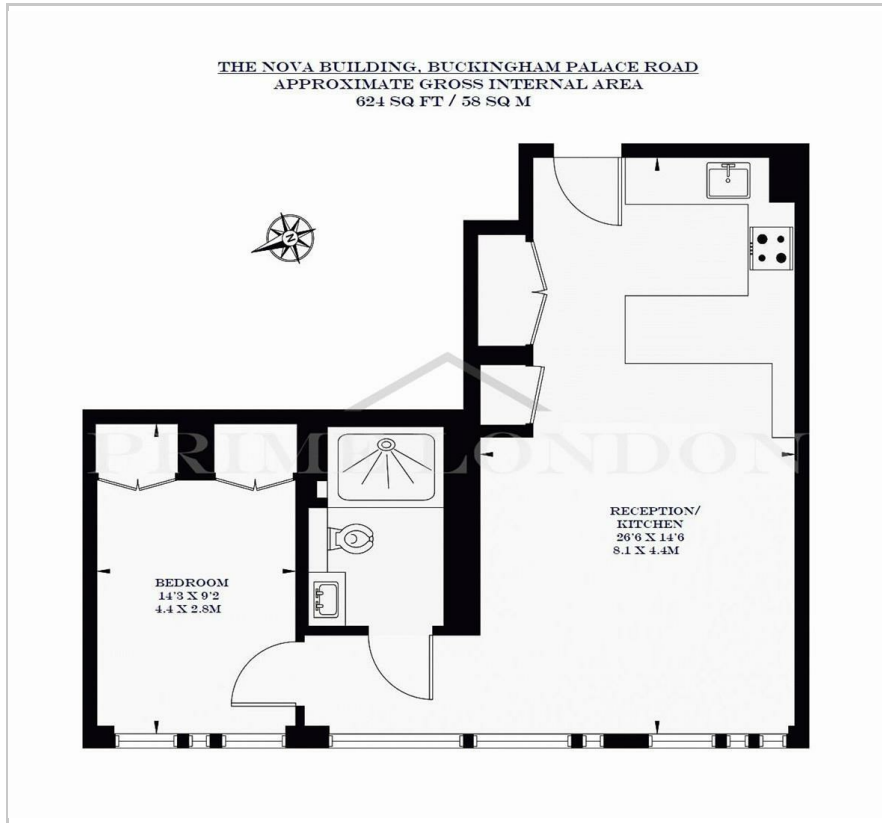 THE NOVA BUILDING, BUCKINGHAM PALACE ROAD
APPROXIMATE GROSS INTERNAL AREA
624 SQ FT / 58 SQ M
N
PRIME LONDON
RECEPTION/
KITCHEN
26'6 X 14'6
8.1 X 4.4M
BEDROOM
14'3 X 9'2
4.4 X 2.8M